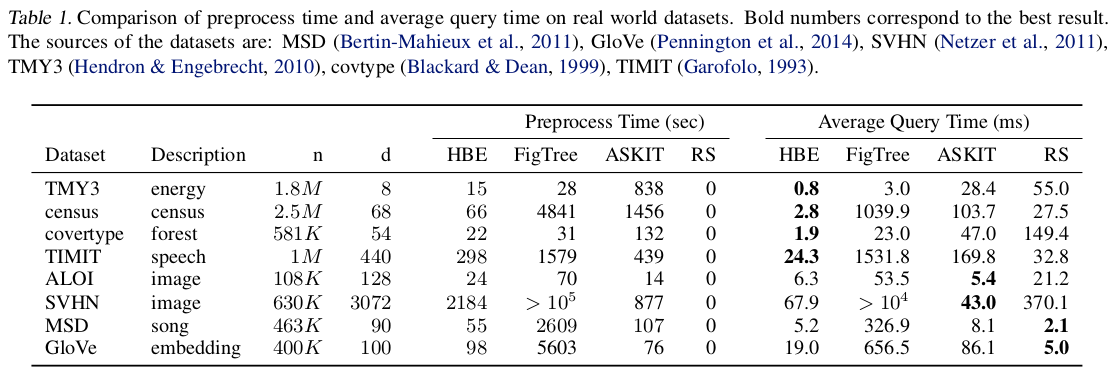 Table 1. Comparison of preprocess time and average query time on real world datasets. Bold numbers correspond to the best result.
The sources of the datasets are: MSD (Bertin-Mahieux et al., 2011), GloVe (Pennington et al., 2014), SVHN (Netzer et al., 2011),
TMY3 (Hendron & Engebrecht, 2010), covtype (Blackard & Dean, 1999), TIMIT (Garofolo, 1993).
Preprocess Time (sec) Average Query Time (ms)
Dataset Description n d HBE FigTree ASKIT RS HBE FigTree ASKIT RS
TMY3 energy 1.8M 8 15 28 838 0 0.8 3.0 28.4 55.0
census census 2.5M 68 66 4841 1456 0 2.8 1039.9 103.7 27.5
covertype forest 581K 54 22 31 132 0 1.9 23.0 47.0 149.4
TIMIT speech 1M 440 298 1579 439 0 24.3 1531.8 169.8 32.8
ALOI image 108K 128 24 70 14 0 6.3 53.5 5.4 21.2
SVHN image 630K 3072 2184 > 10⁵ 877 0 67.9 > 10⁴ 43.0 370.1
MSD song 463K 90 55 2609 107 0 5.2 326.9 8.1 2.1
GloVe embedding 400K 100 98 5603 76 0 19.0 656.5 86.1 5.0